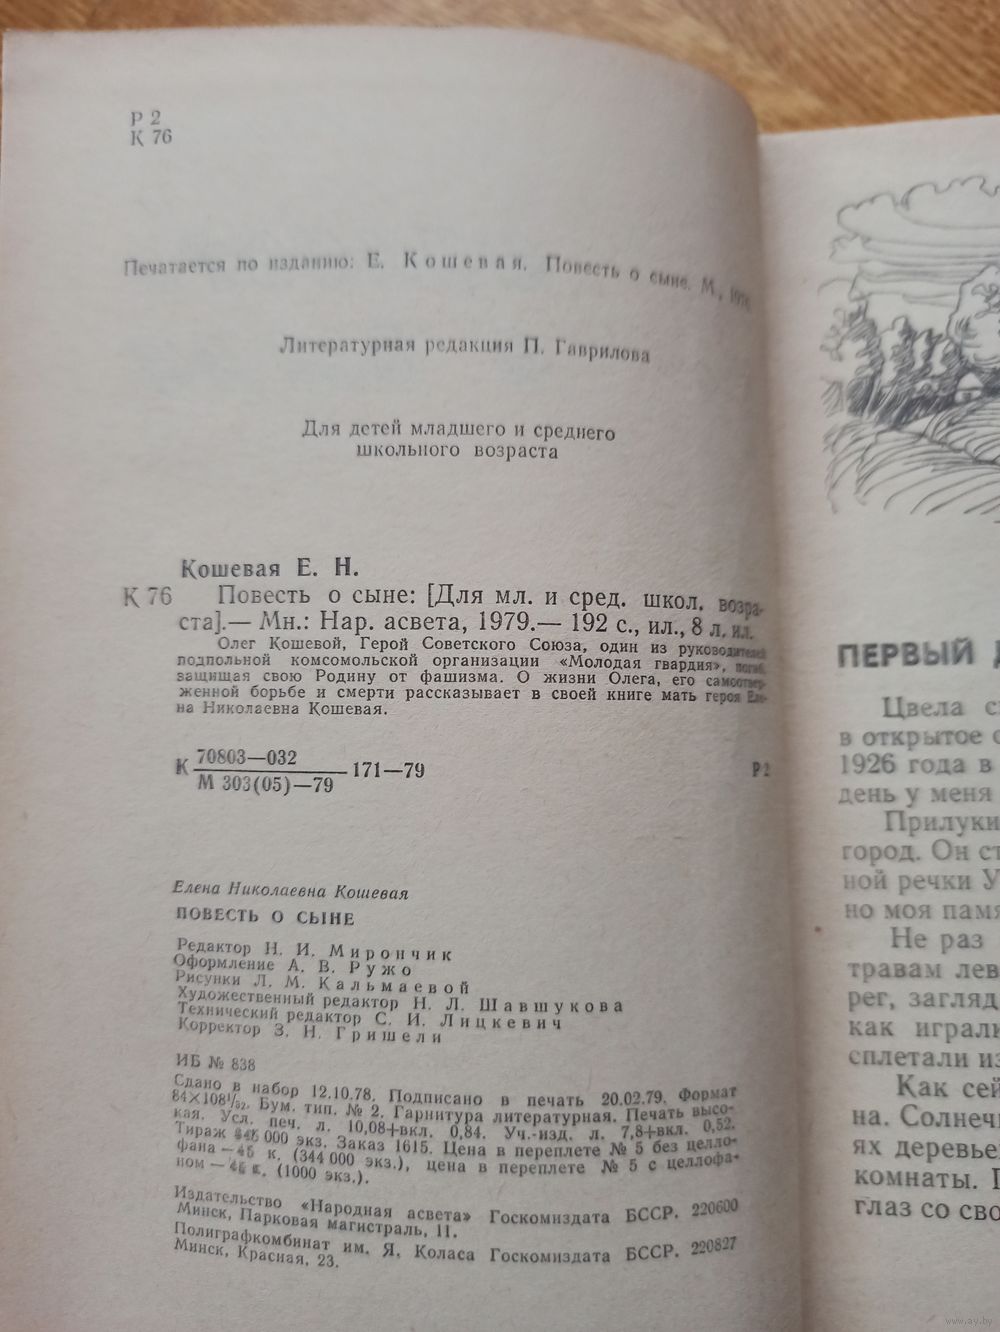 Р 2
К 76
Печатается по изданию: Е. Кошевая. Повесть о сыне. М.,
Литературная редакция П. Гаврилова
Для детей младшего и среднего
школьного возраста
Кошевая Е. Н.
К 76 Повесть о сыне: [Для мл. и сред. школ. возра-
ста].— Мн.: Нар. асвета, 1979.— 192 с., ил., 8 л. ил.
Олег Кошевой, Герой Советского Союза, один из руководителей
подпольной комсомольской организации «Молодая гвардия», погиб,
защищая свою Родину от фашизма. О жизни Олега, его самоотвер-
женной борьбе и смерти рассказывает в своей книге мать героя Еле-
на Николаевна Кошевая.
К 70803—032
М 303(05)—79 171—79 Р2
Елена Николаевна Кошевая
ПОВЕСТЬ О СЫНЕ
Редактор Н. И. Мирончик
Оформление А. В. Ружо
Рисунки Л. М. Кальмаевой
Художественный редактор Н. Л. Шавшукова
Технический редактор С. И. Лицкевич
Корректор З. Н. Гришели
ИБ № 838
Сдано в набор 12.10.78. Подписано в печать 20.02.79. Формат
84×108¹/₃₂. Бум. тип. № 2. Гарнитура литературная. Печать высо-
кая. Усл. печ. л. 10,08+вкл. 0,84. Уч.-изд. л. 7,8+вкл. 0,52.
Тираж 000 экз. Заказ 1615. Цена в переплете № 5 без целло-
фана — к. (344 000 экз.), цена в переплете № 5 с целлофа-
ном — к. (1000 экз.).
Издательство «Народная асвета» Госкомиздата БССР. 220600
Минск, Парковая магистраль, 11.
Полиграфкомбинат им. Я. Коласа Госкомиздата БССР. 220827
Минск, Красная, 23.
ПЕРВЫЙ
Цвела
в открытое
1926 года в
день у меня
Прилуки
город. Он
ной речки У
но моя
Не раз
травам
рег,
как играли
сплетали из
Как
на.
ях
комнаты.
глаз со
www.ay.by